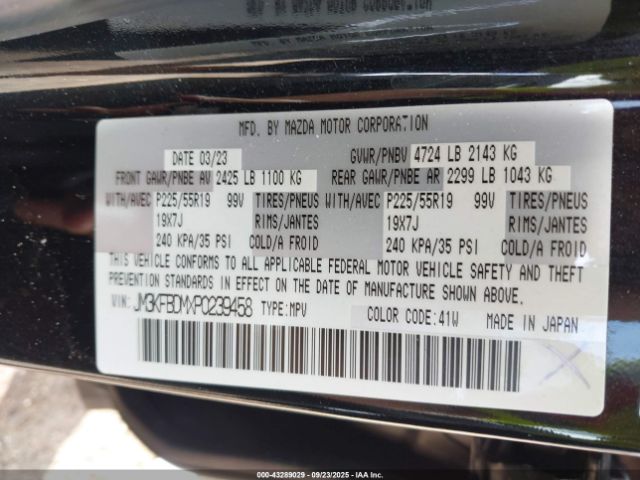 MFD. BY MAZDA MOTOR CORPORATION
DATE 03/23 GVWR/PNBV 4724 LB 2143 KG
FRONT GAWR/PNBE AV 2425 LB 1100 KG REAR GAWR/PNBE AR 2299 LB 1043 KG
WITH/AVEC P225/55R19 99V TIRES/PNEUS WITH/AVEC P225/55R19 99V TIRES/PNEUS
19X7J RIMS/JANTES 19X7J RIMS/JANTES
240 KPA/35 PSI COLD/A FROID 240 KPA/35 PSI COLD/A FROID
THIS VEHICLE CONFORMS TO ALL APPLICABLE FEDERAL MOTOR VEHICLE SAFETY AND THEFT
PREVENTION STANDARDS IN EFFECT ON THE DATE OF MANUFACTURE SHOWN ABOVE.
VIN: JM3KFBDMXP0239458 TYPE:MPV COLOR CODE:41W MADE IN JAPAN
000-43289029 - 09/23/2025 - © IAA Holdings, LLC